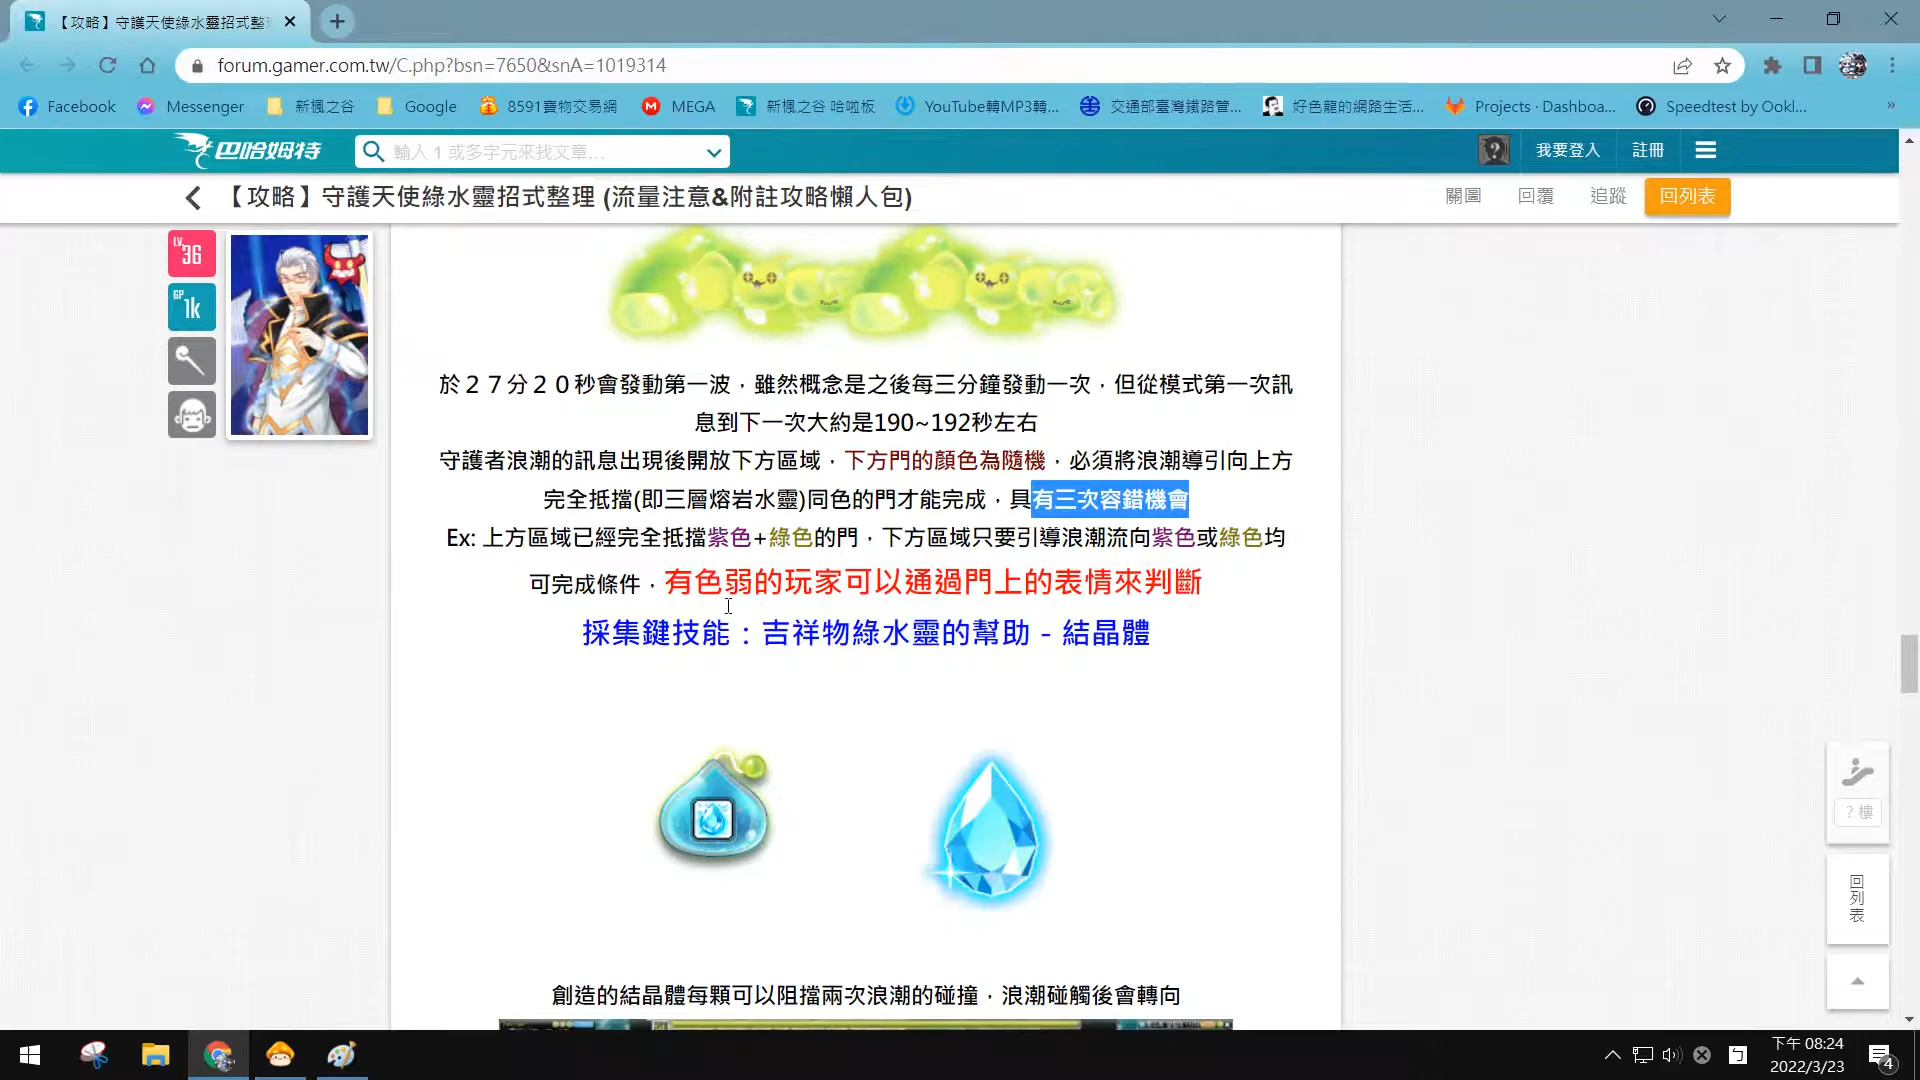 【攻略】守護天使綠水靈招式整
forum.gamer.com.tw/C.php?bsn=7650&snA=1019314
Facebook Messenger 新楓之谷 Google 8591寶物交易網 MEGA 新楓之谷 哈啦板 YouTube轉MP3轉... 交通部臺灣鐵路管... 好色龍的網路生活... Projects · Dashboa... Speedtest by Ookl... »
巴哈姆特 輸入 1 或多字元來找文章... 我要登入 註冊
【攻略】守護天使綠水靈招式整理 (流量注意&附註攻略懶人包) 關圖 回覆 追蹤 回列表
LV 36
GP 1k
於２７分２０秒會發動第一波，雖然概念是之後每三分鐘發動一次，但從模式第一次訊
息到下一次大約是190~192秒左右
守護者浪潮的訊息出現後開放下方區域，下方門的顏色為隨機，必須將浪潮導引向上方
完全抵擋(即三層熔岩水靈)同色的門才能完成，具有三次容錯機會
Ex: 上方區域已經完全抵擋紫色+綠色的門，下方區域只要引導浪潮流向紫色或綠色均
可完成條件，有色弱的玩家可以通過門上的表情來判斷
採集鍵技能：吉祥物綠水靈的幫助 - 結晶體
? 樓
回列表
創造的結晶體每顆可以阻擋兩次浪潮的碰撞，浪潮碰觸後會轉向
下午 08:24
2022/3/23
4